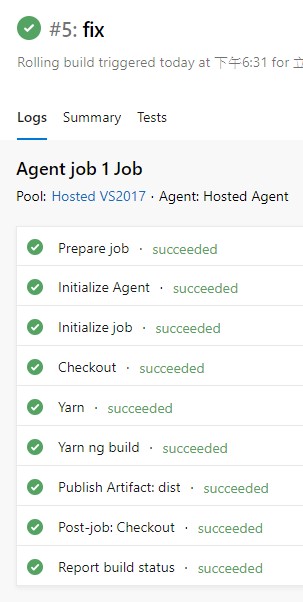 #5: fix
Rolling build triggered today at 下午6:31 for
Logs Summary Tests
Agent job 1 Job
Pool: Hosted VS2017 · Agent: Hosted Agent
Prepare job · succeeded
Initialize Agent · succeeded
Initialize job · succeeded
Checkout · succeeded
Yarn · succeeded
Yarn ng build · succeeded
Publish Artifact: dist · succeeded
Post-job: Checkout · succeeded
Report build status · succeeded